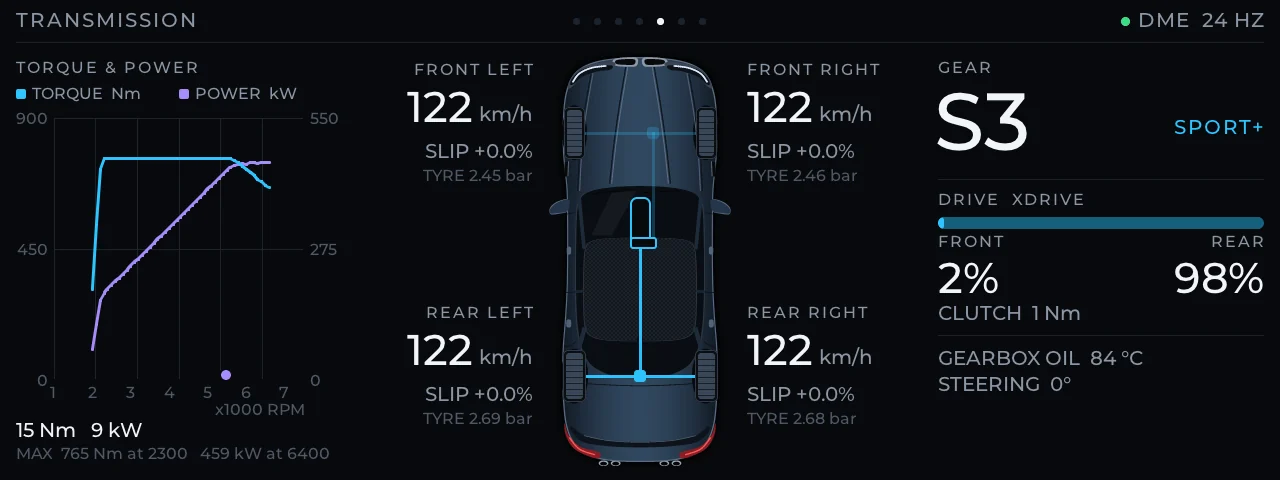 TRANSMISSION
DME 24 HZ
TORQUE & POWER
TORQUE Nm POWER kW
900 550
450 275
0 0
1 2 3 4 5 6 7
x1000 RPM
15 Nm 9 kW
MAX 765 Nm at 2300 459 kW at 6400
FRONT LEFT
122 km/h
SLIP +0.0%
TYRE 2.45 bar
FRONT RIGHT
122 km/h
SLIP +0.0%
TYRE 2.46 bar
REAR LEFT
122 km/h
SLIP +0.0%
TYRE 2.69 bar
REAR RIGHT
122 km/h
SLIP +0.0%
TYRE 2.68 bar
GEAR
S3 SPORT+
DRIVE XDRIVE
FRONT REAR
2% 98%
CLUTCH 1 Nm
GEARBOX OIL 84 °C
STEERING 0°